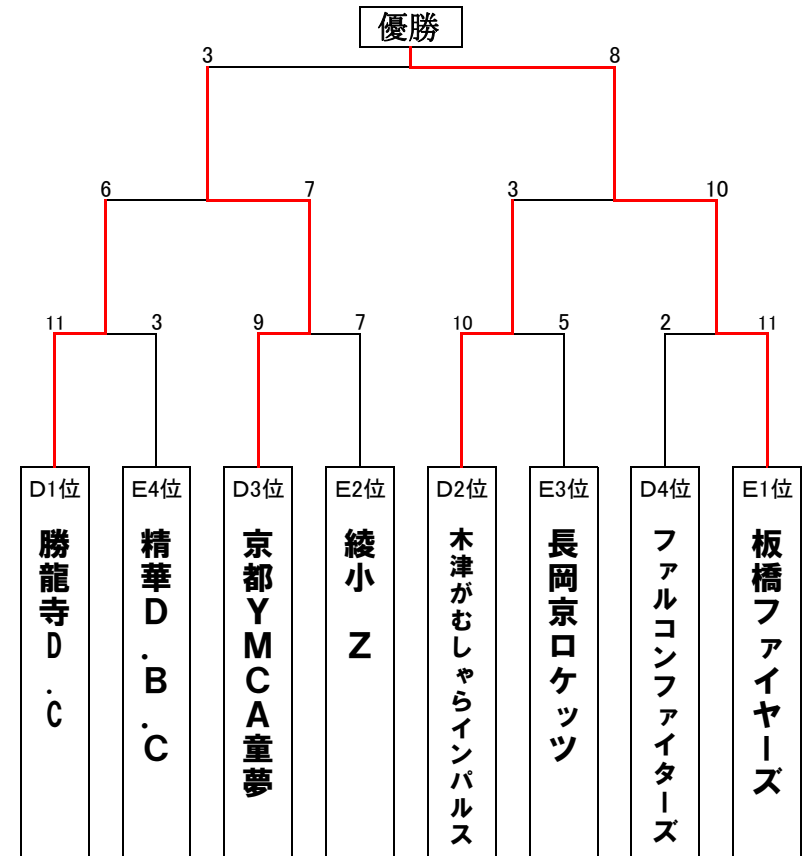 優勝
3 8
6 7 3 10
11 3 9 7 10 5 2 11
D1位 E4位 D3位 E2位 D2位 E3位 D4位 E1位
勝龍寺D.C
精華D.B.C
京都YMCA童夢
綾小 Z
木津がむしゃらインパルス
長岡京ロケッツ
ファルコンファイターズ
板橋ファイヤーズ